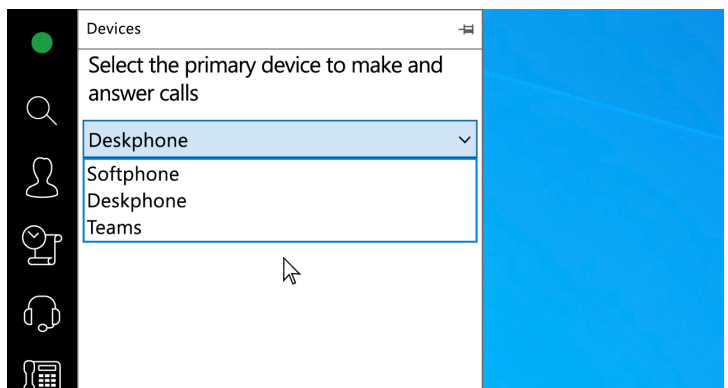 Devices
Select the primary device to make and
answer calls
Deskphone
Softphone
Deskphone
Teams